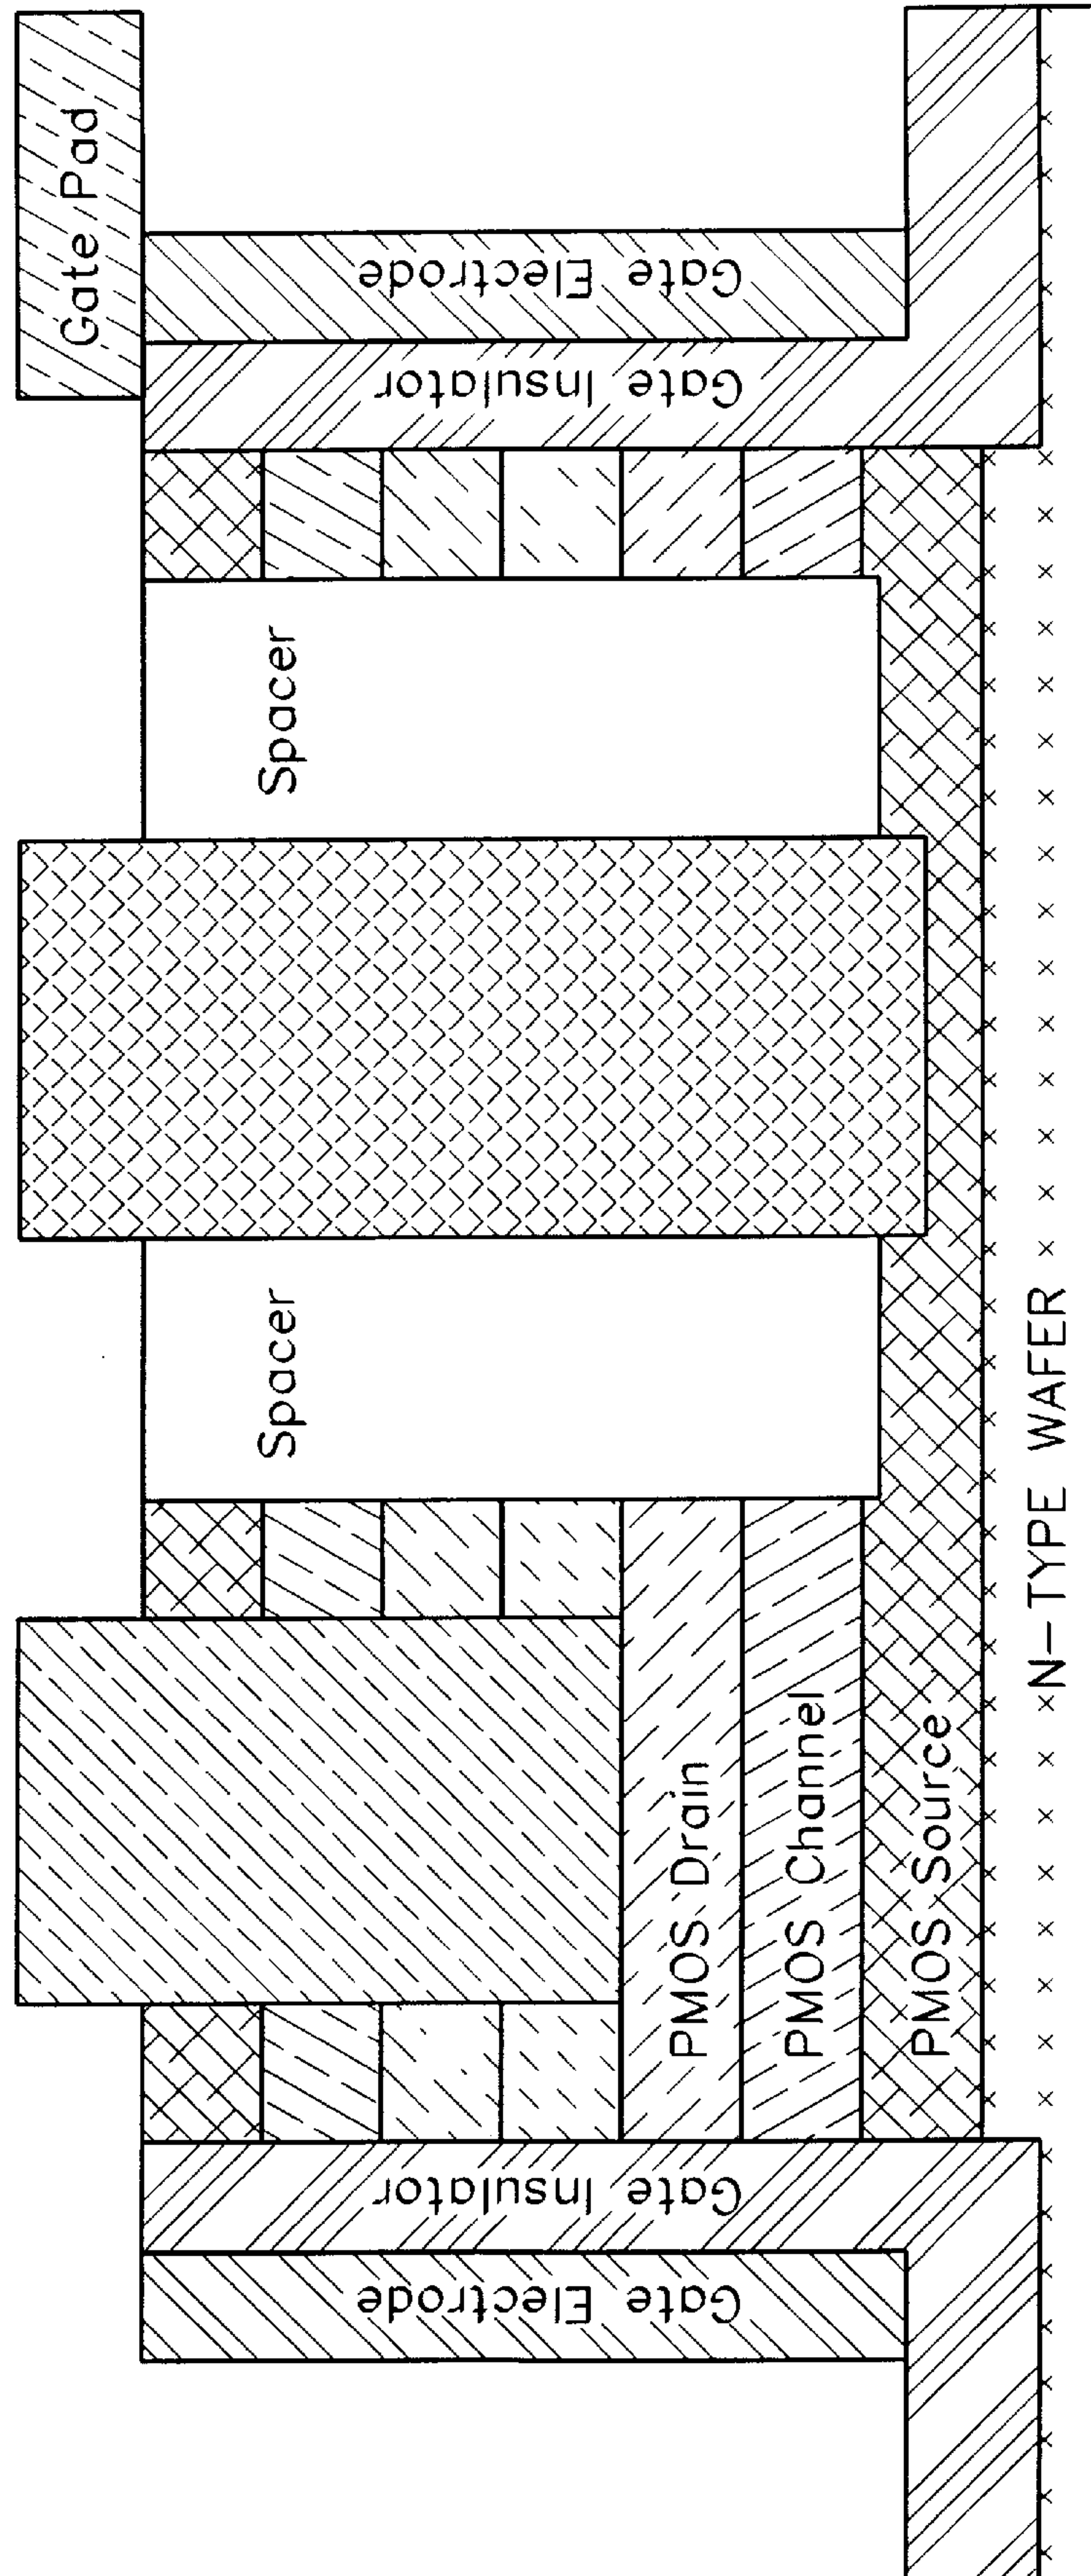 Gate Pad
Gate Electrode
Gate Insulator
Spacer
Spacer
PMOS Drain
PMOS Channel
PMOS Source
N-TYPE WAFER
Gate Insulator
Gate Electrode